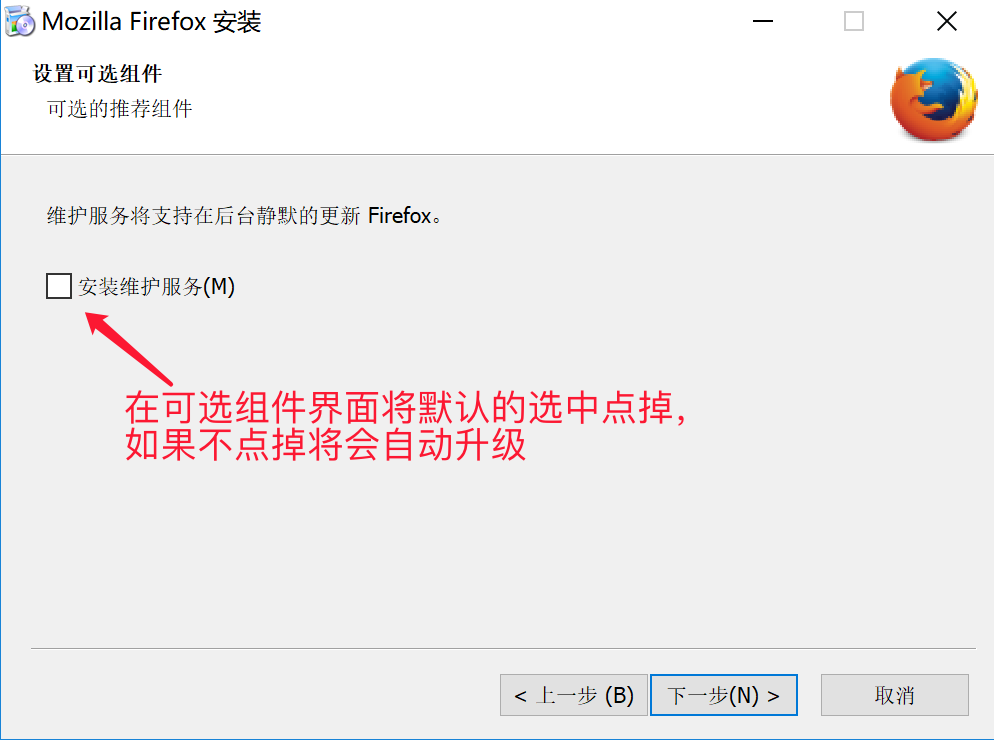 Mozilla Firefox 安装
设置可选组件
可选的推荐组件
维护服务将支持在后台静默的更新 Firefox。
安装维护服务(M)
在可选组件界面将默认的选中点掉，
如果不点掉将会自动升级
< 上一步 (B)
下一步(N) >
取消